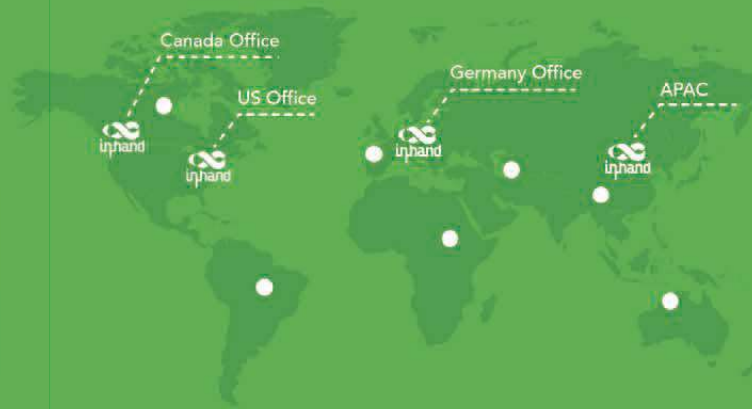 Canada Office
Germany Office
APAC
US Office
inhand
inhand
inhand
inhand